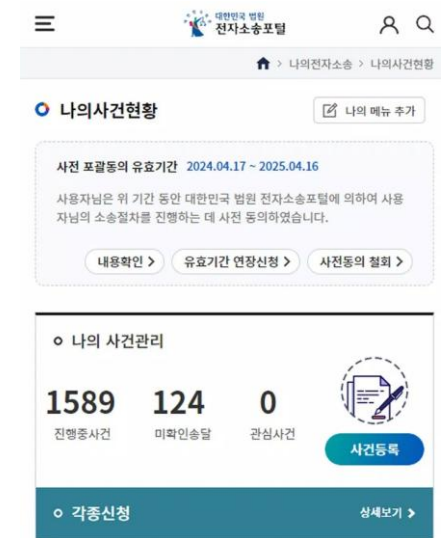 대한민국 법원
전자소송포털
> 나의전자소송 > 나의사건현황
나의사건현황
나의 메뉴 추가
사전 포괄동의 유효기간 2024.04.17 ~ 2025.04.16
사용자님은 위 기간 동안 대한민국 법원 전자소송포털에 의하여 사용
자님의 소송절차를 진행하는 데 사전 동의하였습니다.
내용확인 > 유효기간 연장신청 > 사전동의 철회 >
나의 사건관리
1589 124 0
진행중사건 미확인송달 관심사건
사건등록
각종신청 상세보기 >